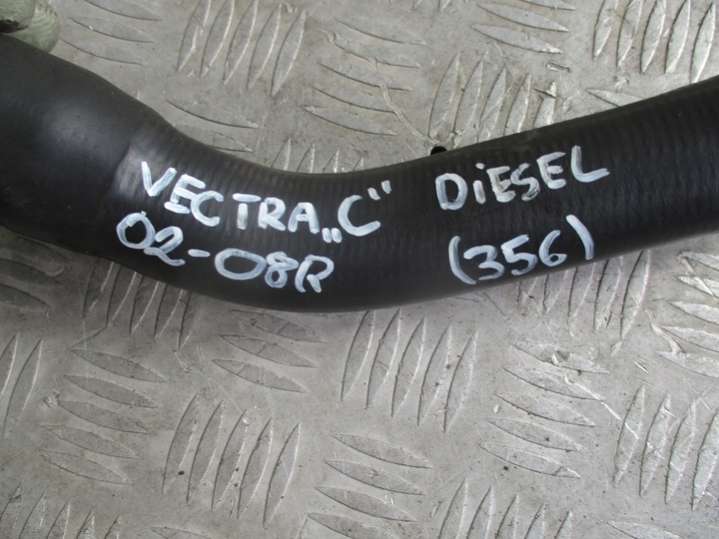 VECTRA „C" DiESEL
02-08R (356)